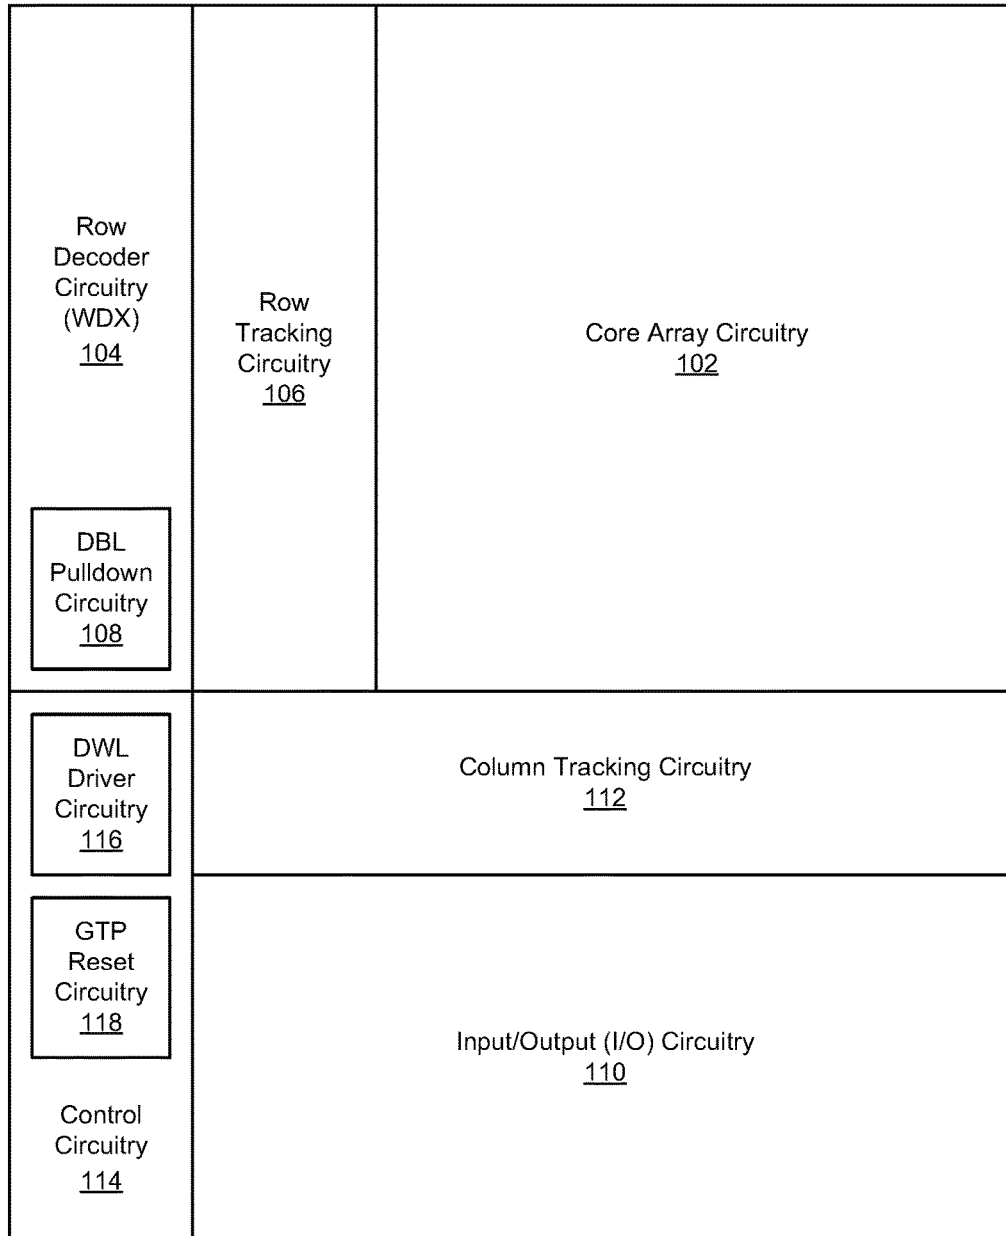 Row
Decoder
Circuitry
(WDX)
104
Row
Tracking
Circuitry
106
Core Array Circuitry
102
DBL
Pulldown
Circuitry
108
DWL
Driver
Circuitry
116
Column Tracking Circuitry
112
GTP
Reset
Circuitry
118
Input/Output (I/O) Circuitry
110
Control
Circuitry
114